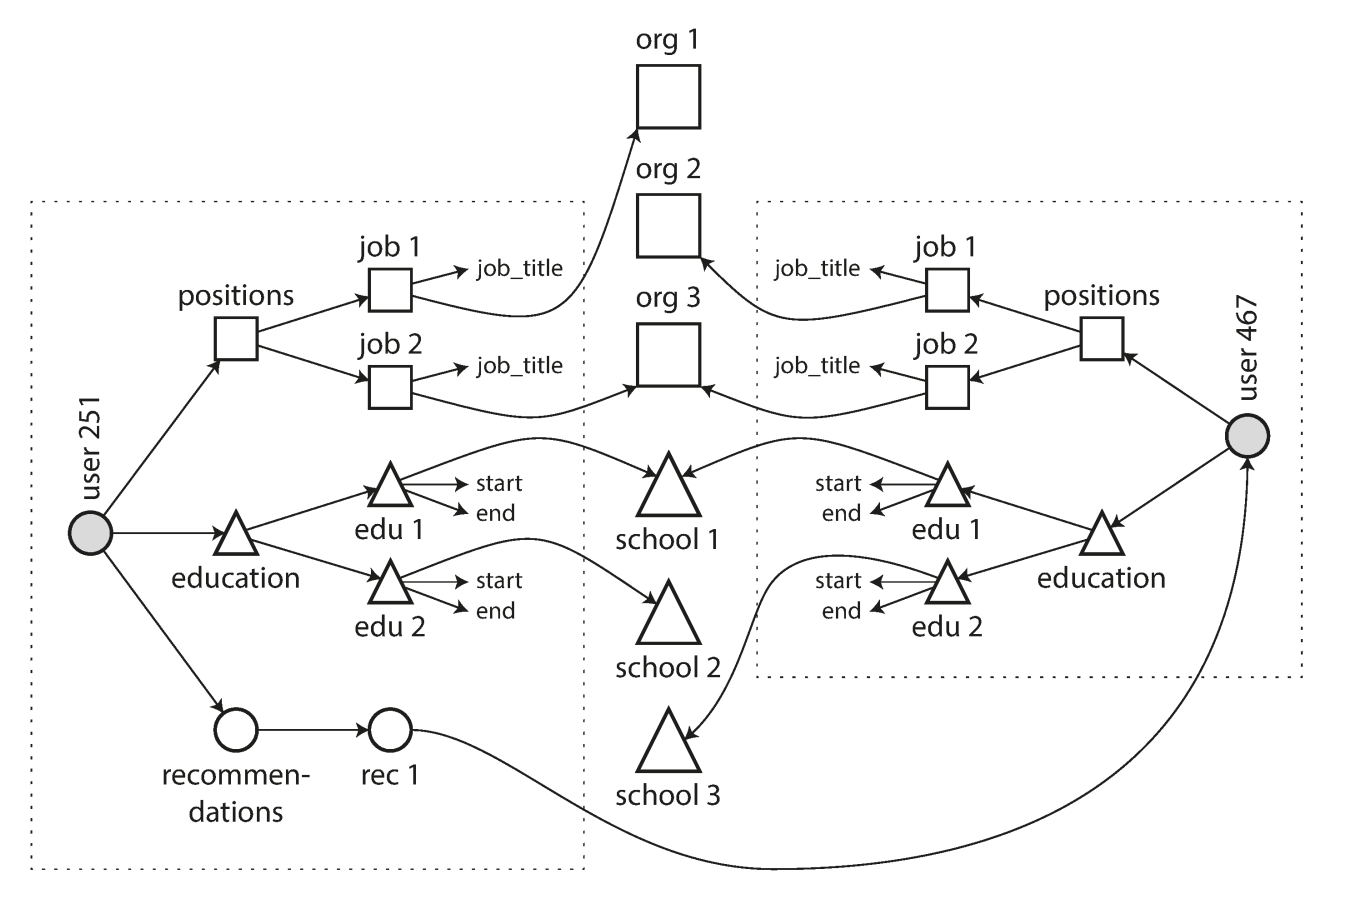 org 1
org 2
org 3
school 1
school 2
school 3
user 251
positions
job 1
job_title
job 2
job_title
education
edu 1
start
end
edu 2
start
end
recommen-
dations
rec 1
user 467
positions
job 1
job_title
job 2
job_title
education
edu 1
start
end
edu 2
start
end